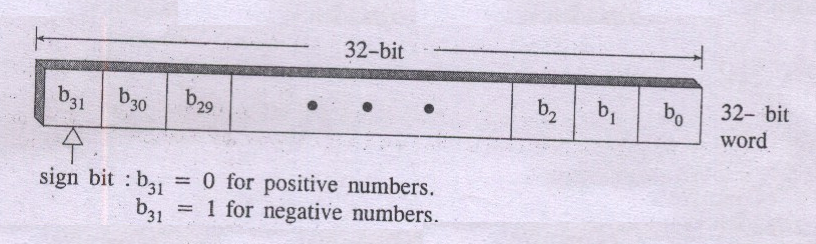 32-bit
b31 b30 b29 • • • b2 b1 b0 32- bit
word
sign bit : b31 = 0 for positive numbers.
b31 = 1 for negative numbers.